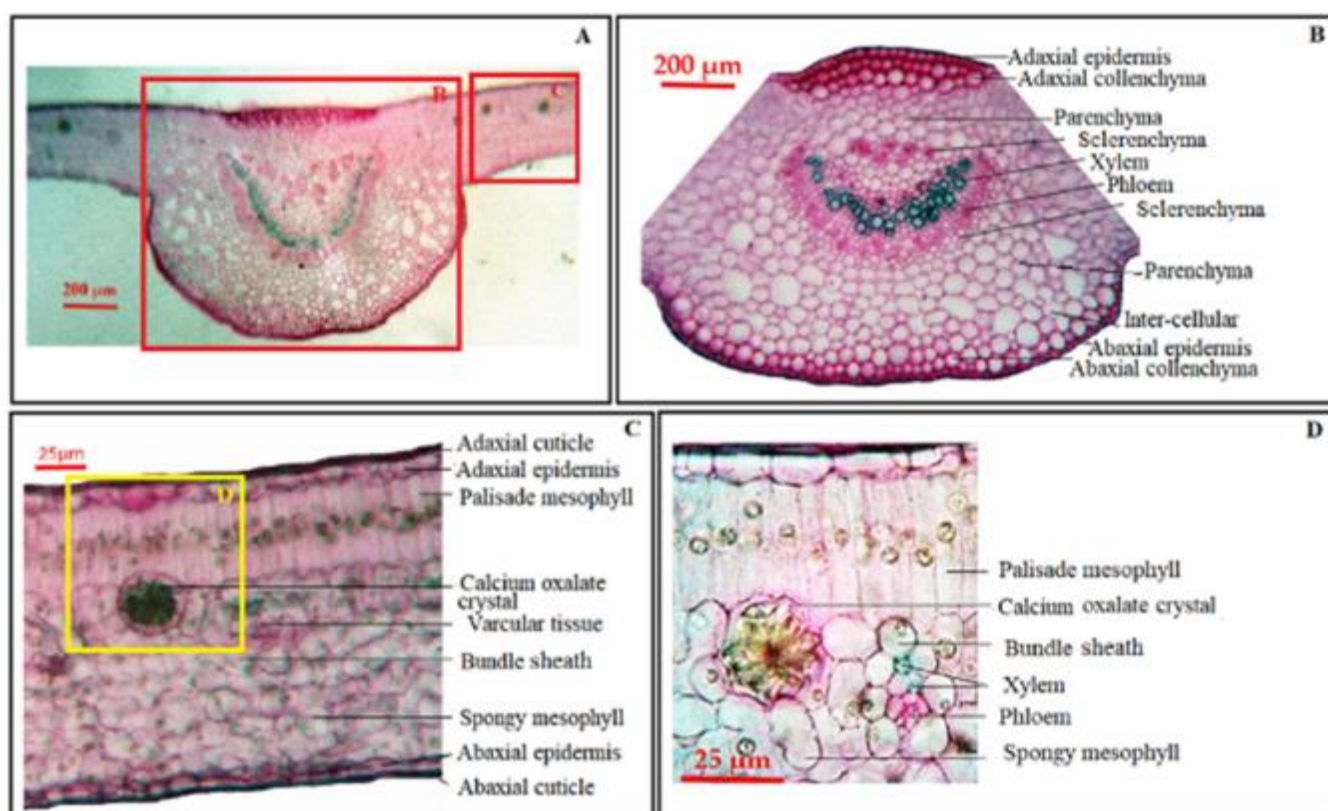 A
B
C
200 μm
B
200 μm
Adaxial epidermis
Adaxial collenchyma
Parenchyma
Sclerenchyma
Xylem
Phloem
Sclerenchyma
Parenchyma
Inter-cellular
Abaxial epidermis
Abaxial collenchyma
C
25μm
D
Adaxial cuticle
Adaxial epidermis
Palisade mesophyll
Calcium oxalate
crystal
Varcular tissue
Bundle sheath
Spongy mesophyll
Abaxial epidermis
Abaxial cuticle
D
Palisade mesophyll
Calcium oxalate crystal
Bundle sheath
Xylem
Phloem
Spongy mesophyll
25 μm